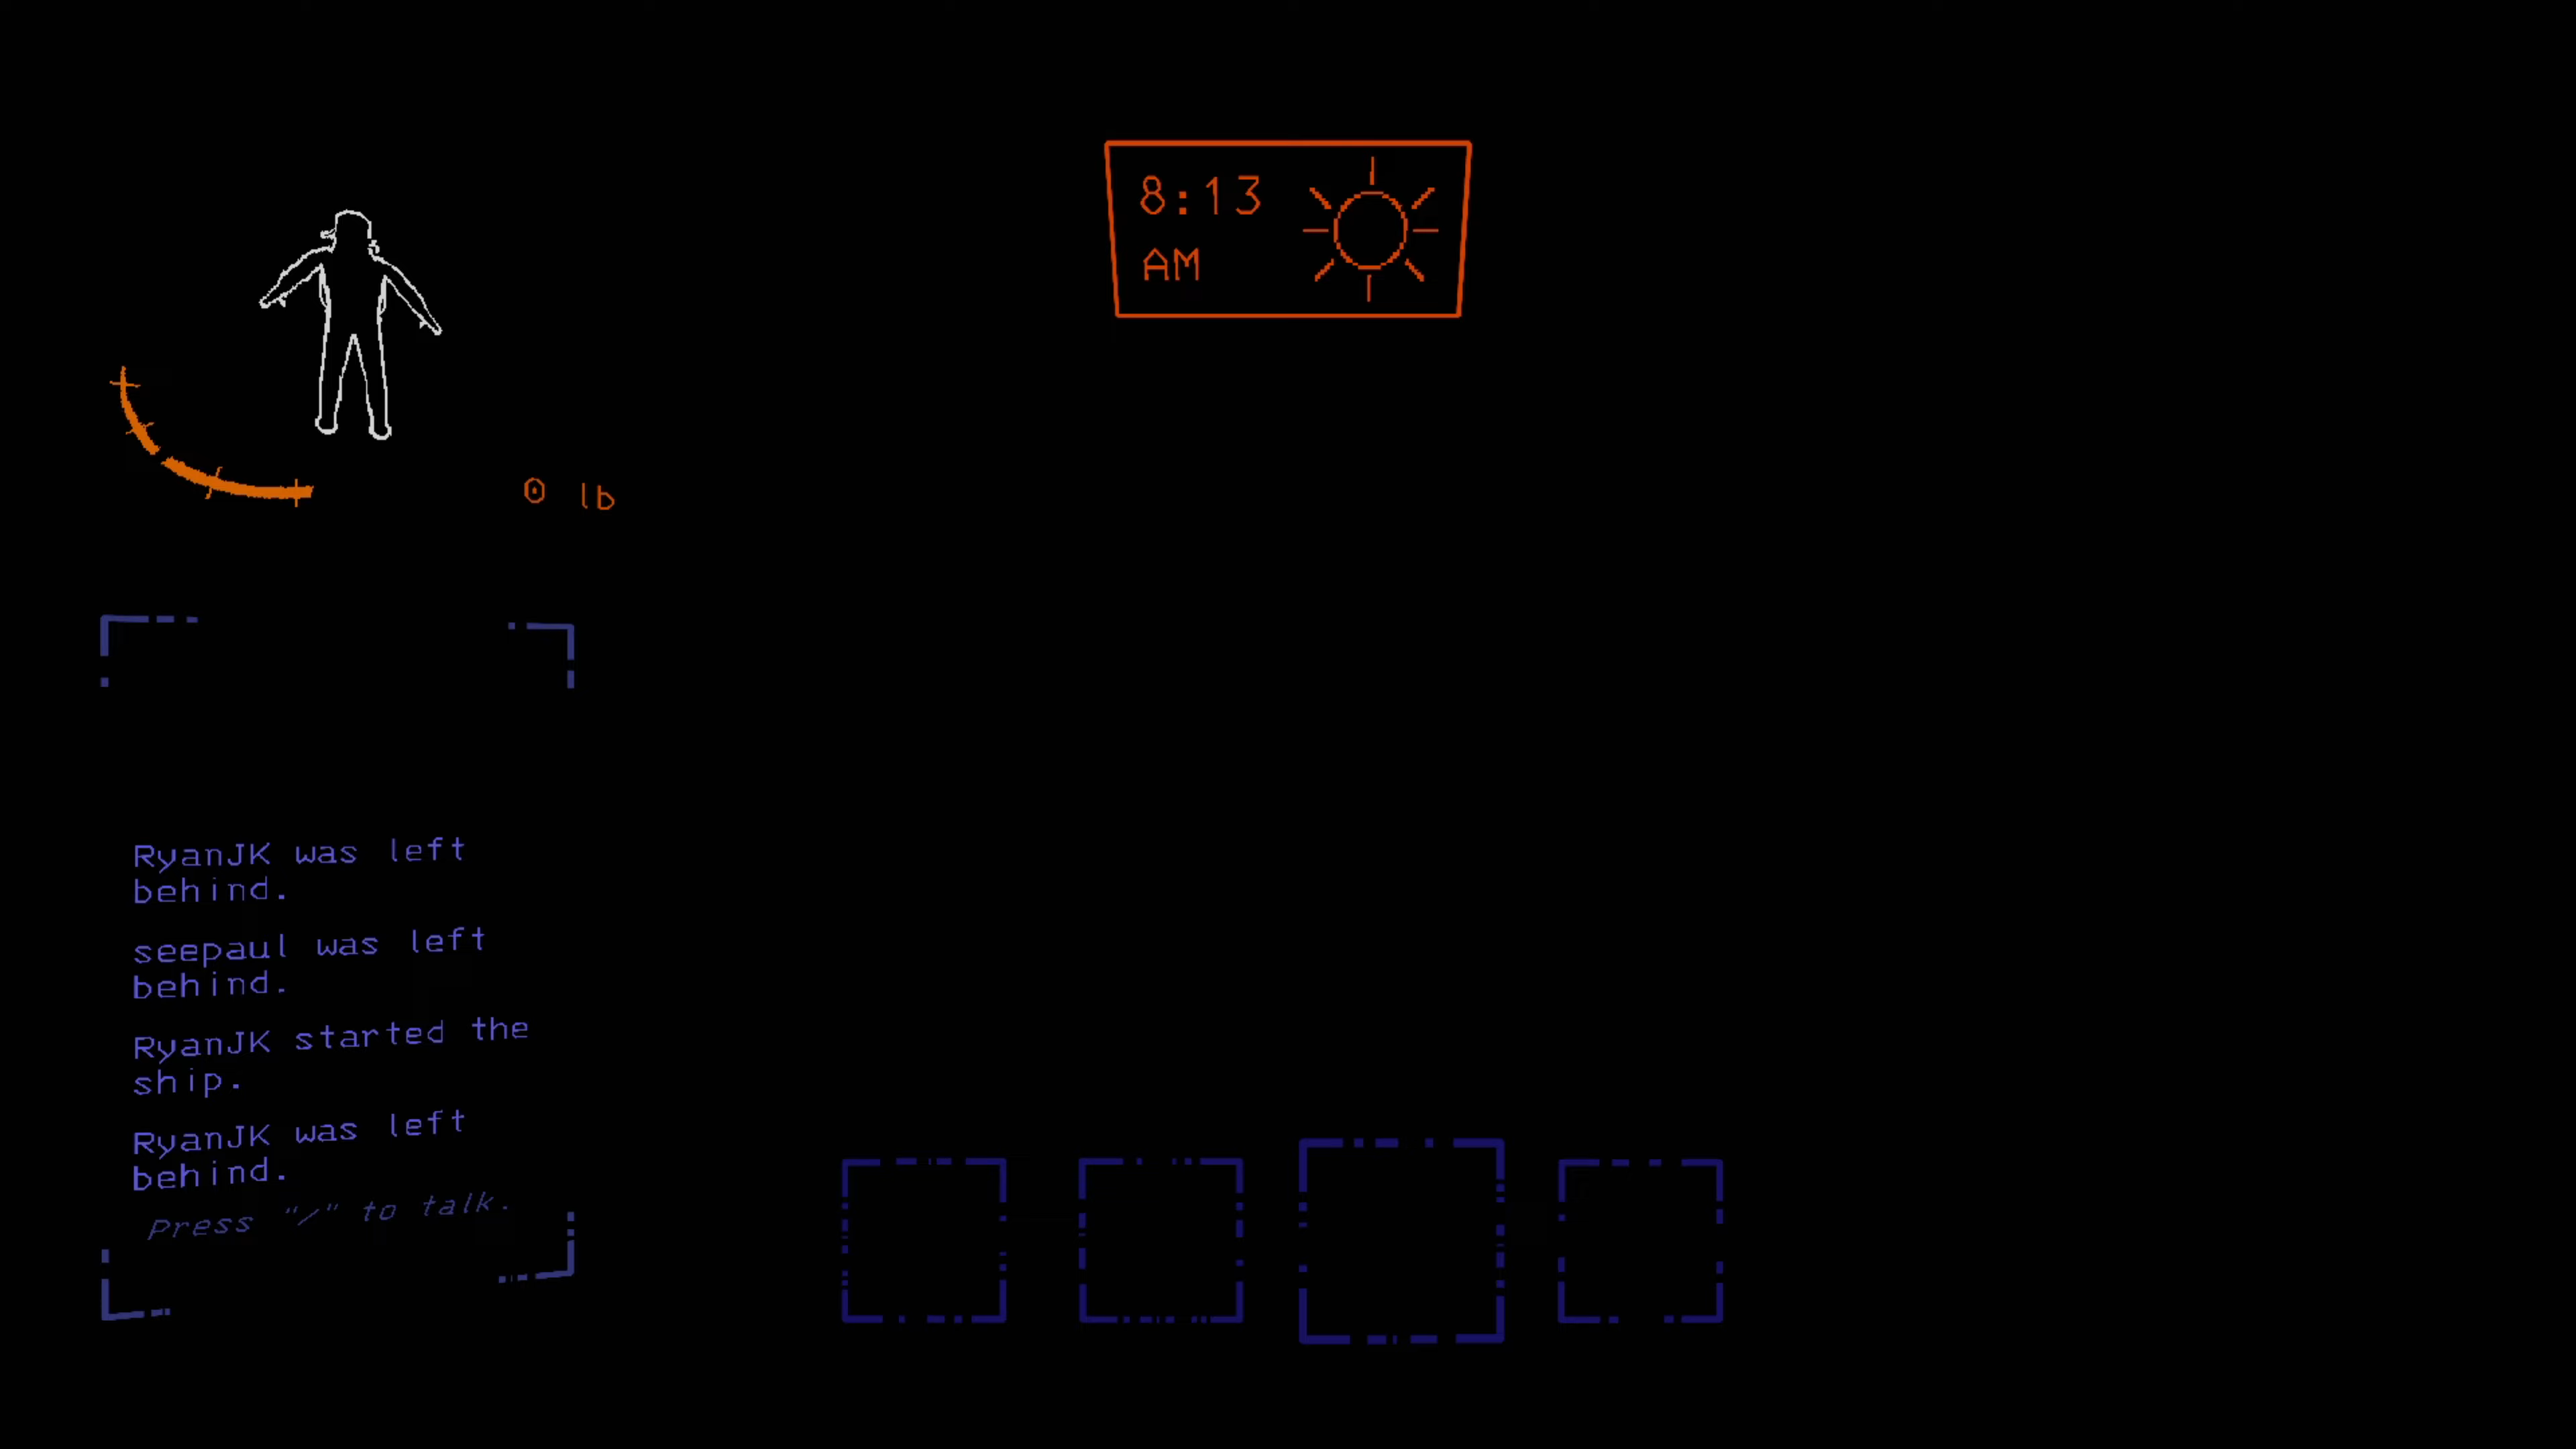 8:13
AM
0 lb
RyanJK was left
behind.
seepaul was left
behind.
RyanJK started the
ship.
RyanJK was left
behind.
Press "/" to talk.